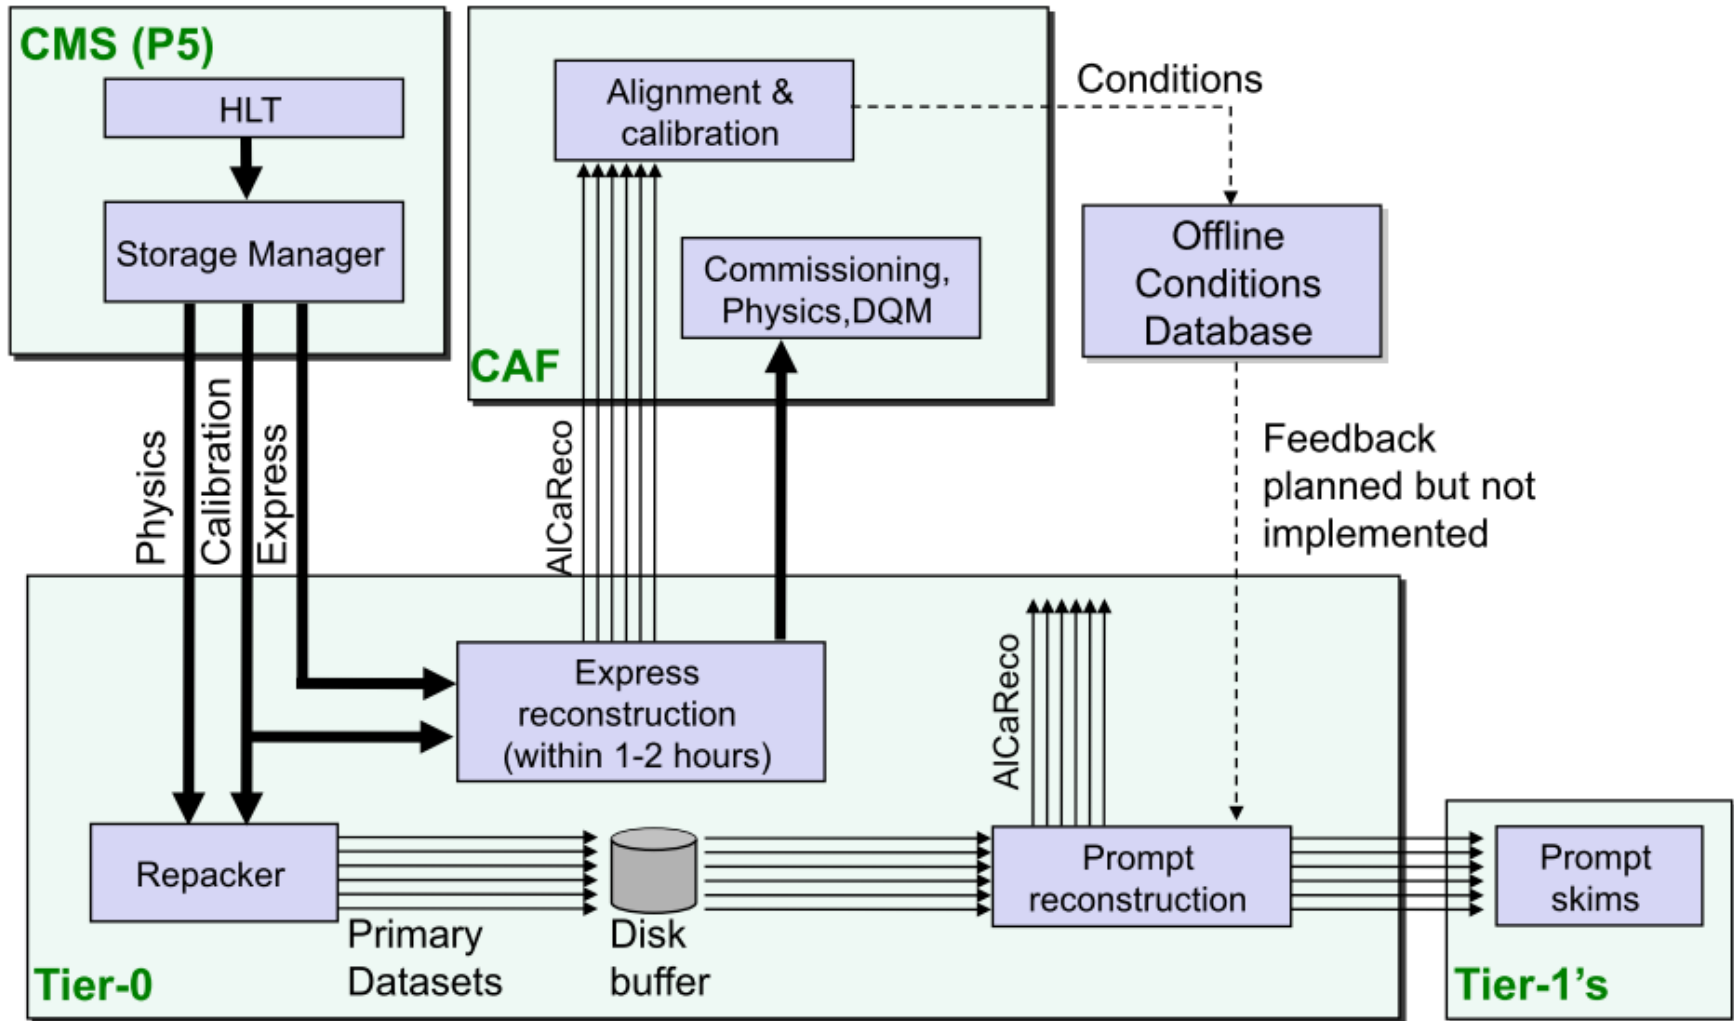 CMS (P5)
HLT
Storage Manager
Physics
Calibration
Express
CAF
Alignment &
calibration
Commissioning,
Physics,DQM
AlCaReco
Conditions
Offline
Conditions
Database
Feedback
planned but not
implemented
Express
reconstruction
(within 1-2 hours)
AlCaReco
Repacker
Primary
Datasets
Disk
buffer
Prompt
reconstruction
Tier-0
Prompt
skims
Tier-1's